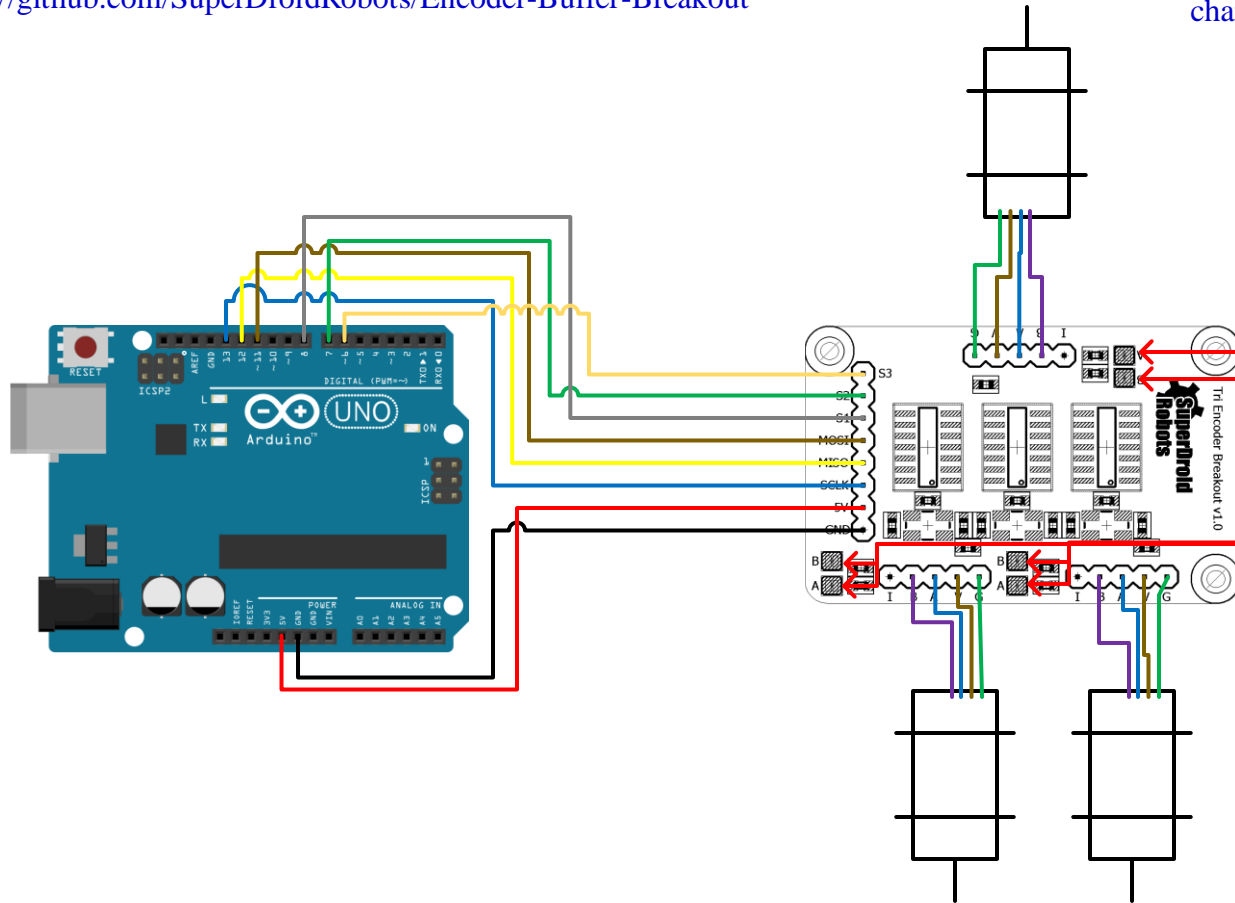 //github.com/SuperDroidRobots/Encoder-Buffer-Breakout
cha
RESET
ICSP2
AREF
GND
13
12
~11
~10
~9
8
7
~6
~5
4
~3
2
TXD▶1
RXD◀0
DIGITAL (PWM=~)
L
TX
RX
Arduino™
UNO
ON
1
ICSP
IOREF
RESET
3V3
5V
GND
GND
VIN
POWER
ANALOG IN
A0
A1
A2
A3
A4
A5
S3
S2
S1
MOSI
MISO
SCLK
5V
GND
G V A B I
SuperDroid
Robots
Tri Encoder Breakout v1.0
B
A
I B A V G
B
A
I B A V G